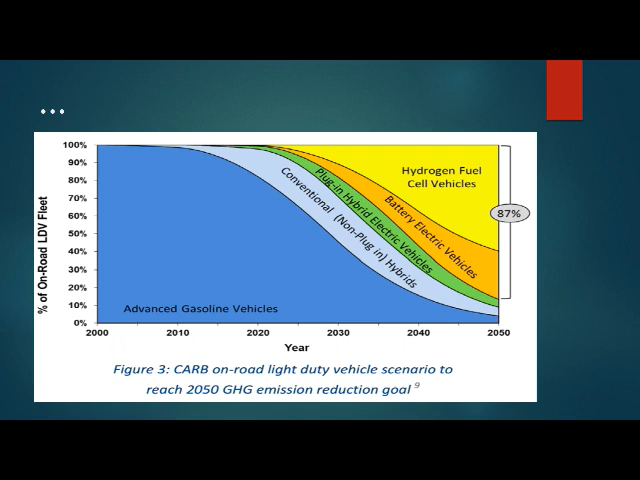 ...
100%
90%
80%
70%
60%
50%
40%
30%
20%
10%
0%
% of On-Road LDV Fleet
Hydrogen Fuel
Cell Vehicles
87%
Battery Electric Vehicles
Plug-in Hybrid Electric Vehicles
Conventional (Non-Plug in) Hybrids
Advanced Gasoline Vehicles
2000 2010 2020 2030 2040 2050
Year
Figure 3: CARB on-road light duty vehicle scenario to
reach 2050 GHG emission reduction goal 9